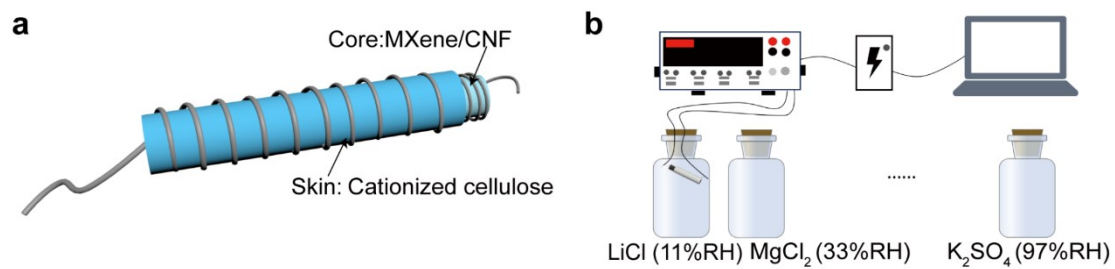 a
Core:MXene/CNF
Skin: Cationized cellulose
b
......
LiCl (11%RH) MgCl₂ (33%RH) K₂SO₄ (97%RH)